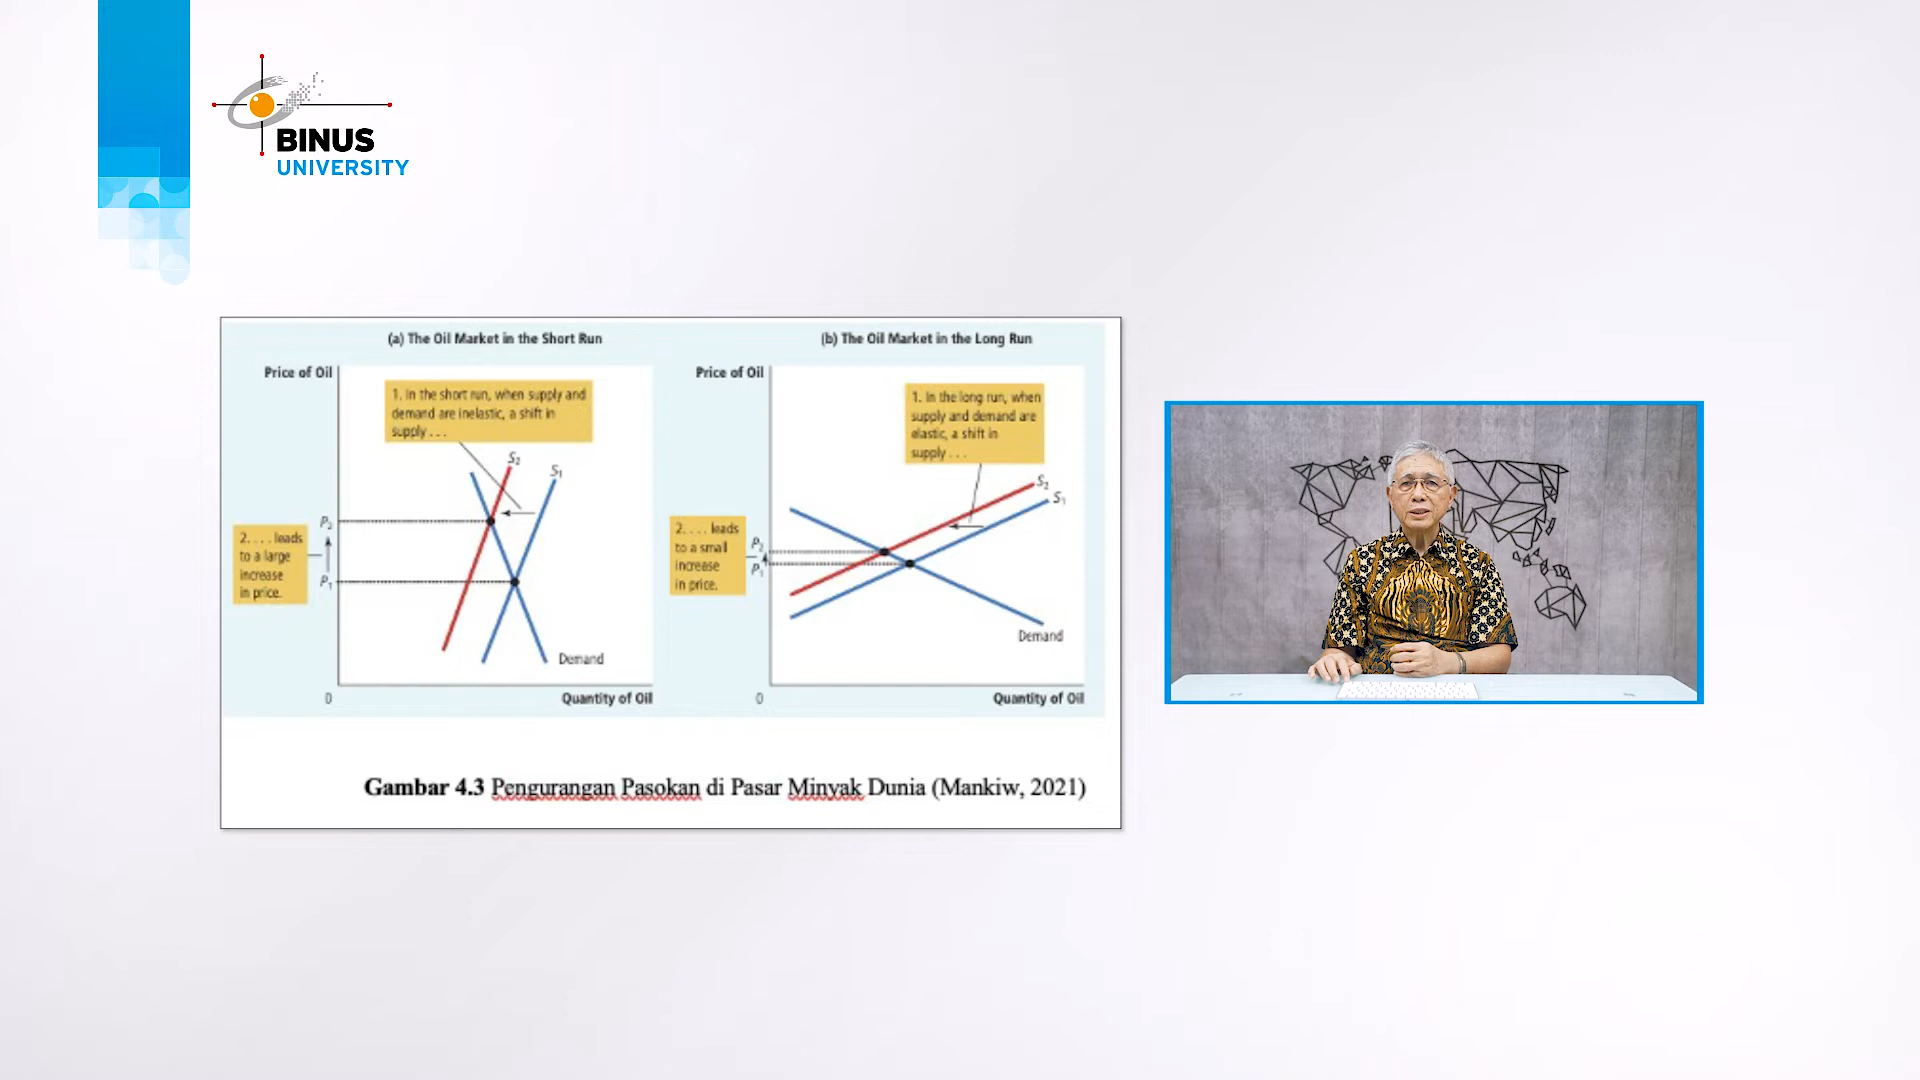 BINUS
UNIVERSITY
(a) The Oil Market in the Short Run
Price of Oil
1. In the short run, when supply and
demand are inelastic, a shift in
supply . . .
S2
S1
P2
2. . . . leads
to a large
increase
in price.
P1
Demand
0
Quantity of Oil
(b) The Oil Market in the Long Run
Price of Oil
1. In the long run, when
supply and demand are
elastic, a shift in
supply . . .
S2
S1
2. . . . leads
to a small
increase
in price.
P2
P1
Demand
0
Quantity of Oil
Gambar 4.3 Pengurangan Pasokan di Pasar Minyak Dunia (Mankiw, 2021)